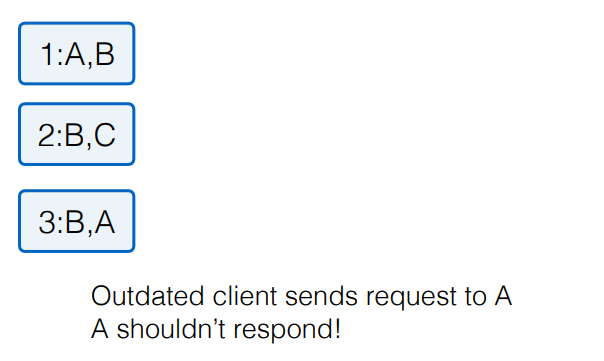 1:A,B
2:B,C
3:B,A
Outdated client sends request to A
A shouldn’t respond!